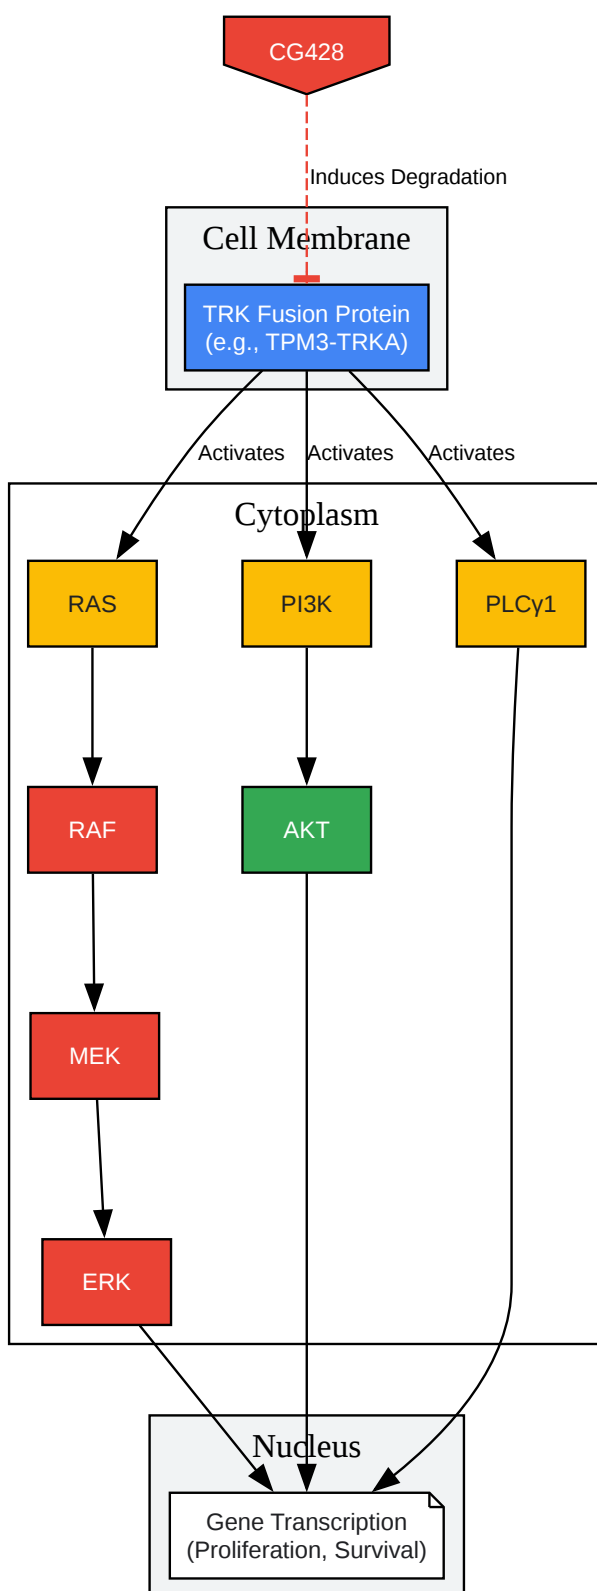 CG428
Induces Degradation
Cell Membrane
TRK Fusion Protein
(e.g., TPM3-TRKA)
Activates
Activates
Activates
Cytoplasm
RAS
PI3K
PLCγ1
RAF
AKT
MEK
ERK
Nucleus
Gene Transcription
(Proliferation, Survival)